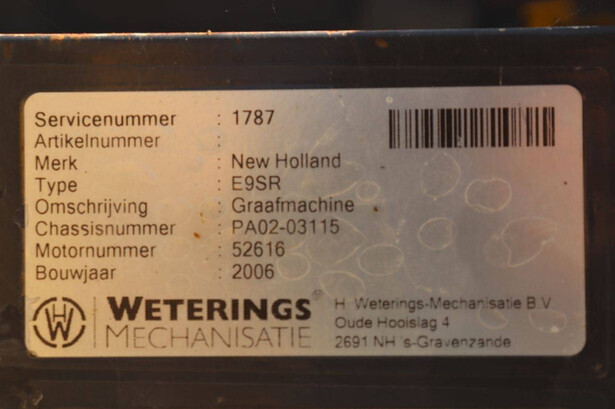 Servicenummer : 1787
Artikelnummer :
Merk : New Holland
Type : E9SR
Omschrijving : Graafmachine
Chassisnummer : PA02-03115
Motornummer : 52616
Bouwjaar : 2006
HW WETERINGS
MECHANISATIE
H. Weterings-Mechanisatie B.V.
Oude Hooislag 4
2691 NH 's-Gravenzande